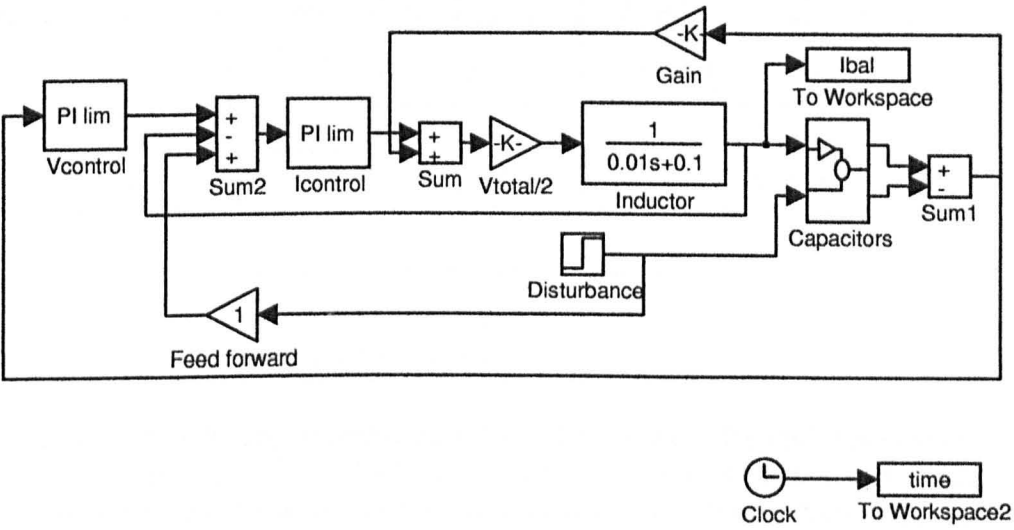 -K-
Gain
Ibal
To Workspace
PI lim
Vcontrol
+
-
+
Sum2
PI lim
Icontrol
+
+
Sum
-K-
Vtotal/2
1
0.01s+0.1
Inductor
Capacitors
+
-
Sum1
Disturbance
1
Feed forward
Clock
time
To Workspace2